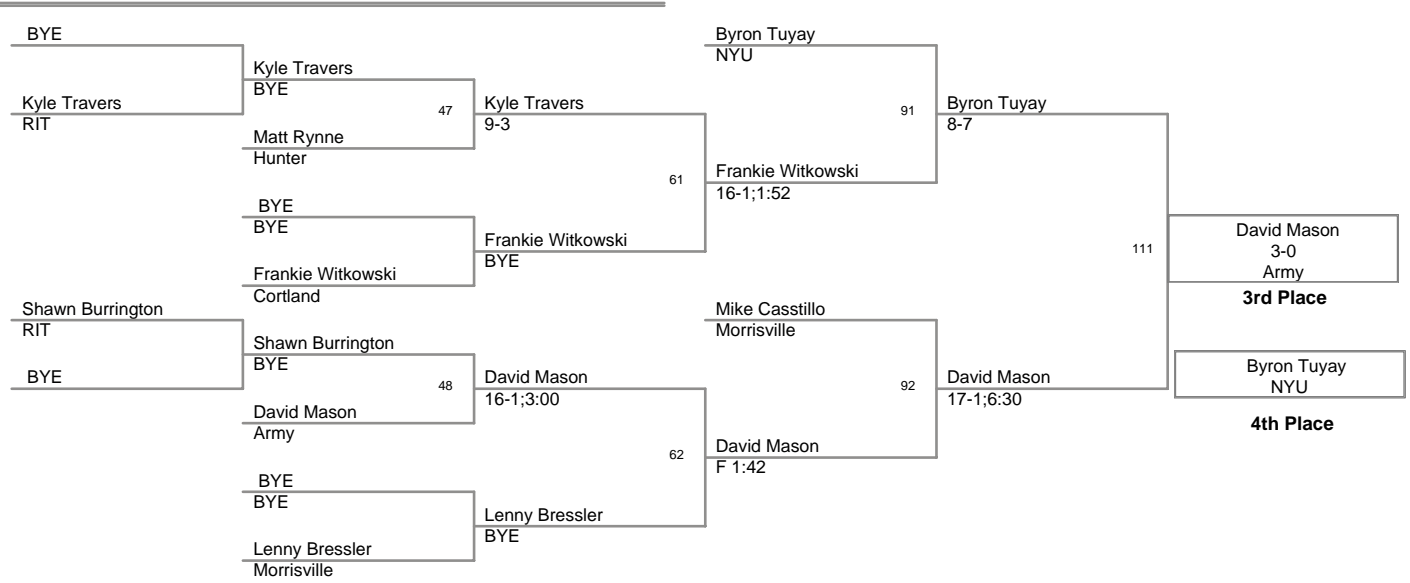 BYE
Kyle Travers
RIT
Shawn Burrington
RIT
BYE
Kyle Travers
BYE
47
Matt Rynne
Hunter
BYE
BYE
Frankie Witkowski
Cortland
Shawn Burrington
BYE
48
David Mason
Army
BYE
BYE
Lenny Bressler
Morrisville
Kyle Travers
9-3
61
Frankie Witkowski
BYE
David Mason
16-1;3:00
62
Lenny Bressler
BYE
Byron Tuyay
NYU
91
Frankie Witkowski
16-1;1:52
Mike Casstillo
Morrisville
92
David Mason
F 1:42
Byron Tuyay
8-7
111
David Mason
17-1;6:30
David Mason
3-0
Army
3rd Place
Byron Tuyay
NYU
4th Place